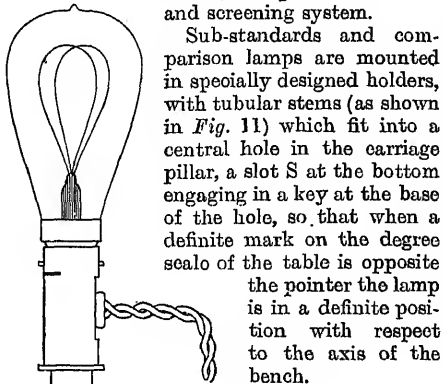 and screening system.
Sub-standards and com-
parison lamps are mounted
in specially designed holders,
with tubular stems (as shown
in Fig. 11) which fit into a
central hole in the carriage
pillar, a slot S at the bottom
engaging in a key at the base
of the hole, so that when a
definite mark on the degree
scale of the table is opposite
the pointer the lamp
is in a definite posi-
tion with respect
to the axis of the
bench.